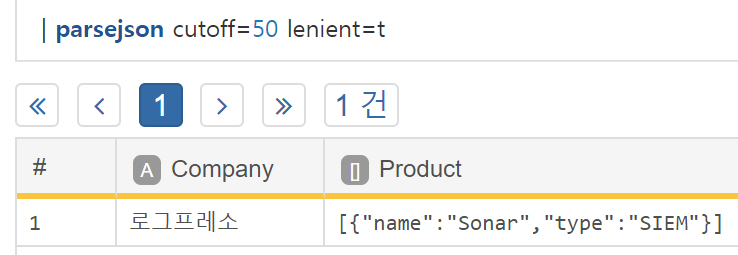 | parsejson cutoff=50 lenient=t
« < 1 > » 1 건
# A Company [] Product
1 로그프레소 [{"name":"Sonar","type":"SIEM"}]